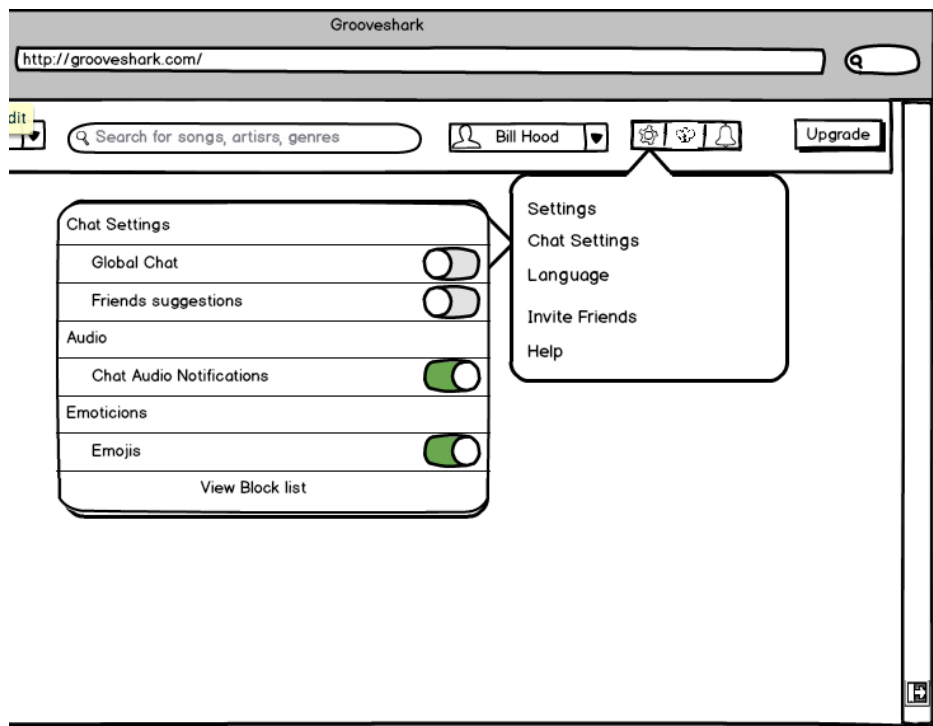 Grooveshark
http://grooveshark.com/
dit
Search for songs, artisrs, genres
Bill Hood
Upgrade
Settings
Chat Settings
Language
Invite Friends
Help
Chat Settings
Global Chat
Friends suggestions
Audio
Chat Audio Notifications
Emoticions
Emojis
View Block list